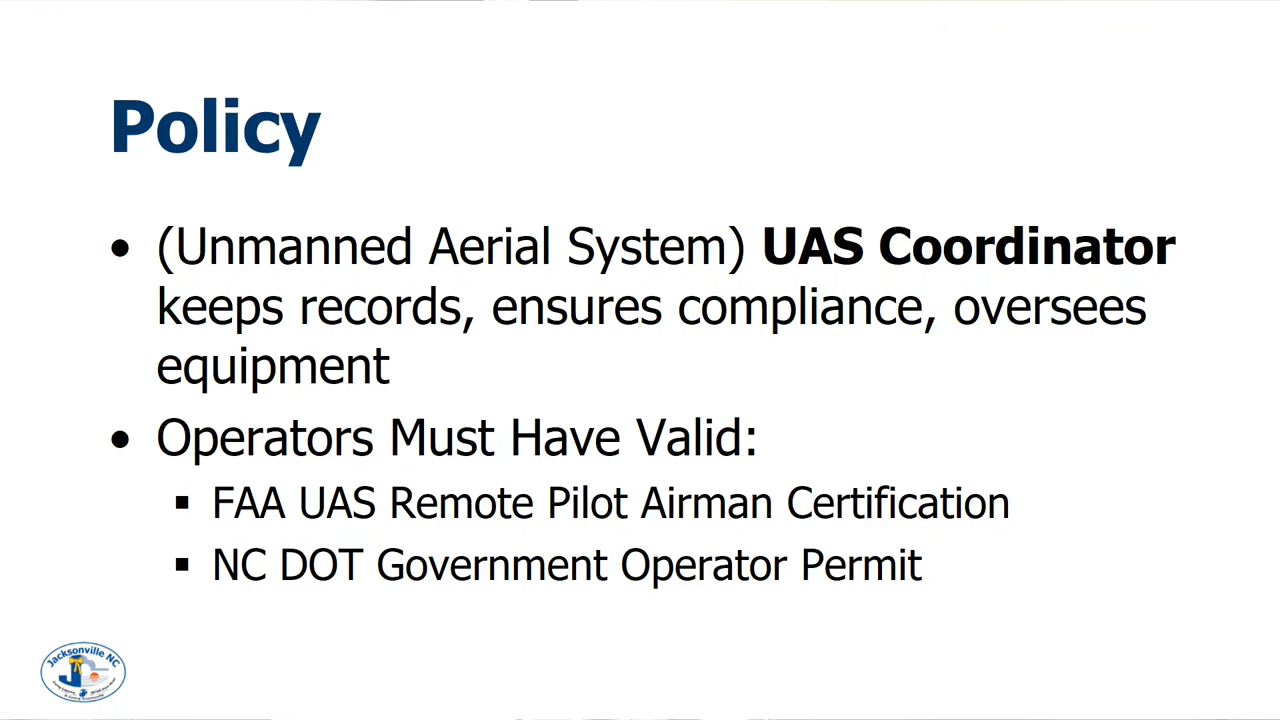 Policy
• (Unmanned Aerial System) UAS Coordinator
keeps records, ensures compliance, oversees
equipment
• Operators Must Have Valid:
▪ FAA UAS Remote Pilot Airman Certification
▪ NC DOT Government Operator Permit
Jacksonville NC